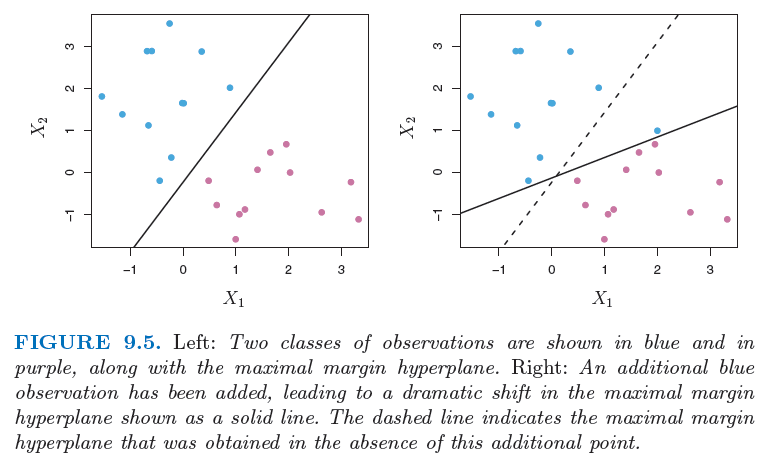 3
2
1
0
−1
X2
−1 0 1 2 3
X1
3
2
1
0
−1
X2
−1 0 1 2 3
X1
FIGURE 9.5. Left: Two classes of observations are shown in blue and in
purple, along with the maximal margin hyperplane. Right: An additional blue
observation has been added, leading to a dramatic shift in the maximal margin
hyperplane shown as a solid line. The dashed line indicates the maximal margin
hyperplane that was obtained in the absence of this additional point.